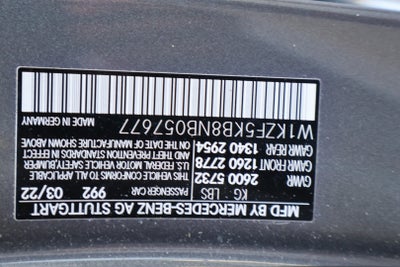 MFD BY MERCEDES-BENZ AG STUTTGART
KG LBS PASSENGER CAR
GVWR 2600 5732 992 03/22
GAWR FRONT 1260 2778
GAWR REAR 1340 2954
THIS VEHICLE CONFORMS TO ALL APPLICABLE
U.S. FEDERAL MOTOR VEHICLE SAFETY,BUMPER
AND THEFT PREVENTION STANDARDS IN EFFECT
ON THE DATE OF MANUFACTURE SHOWN ABOVE.
W1KZF5KB8NB057677
MADE IN GERMANY